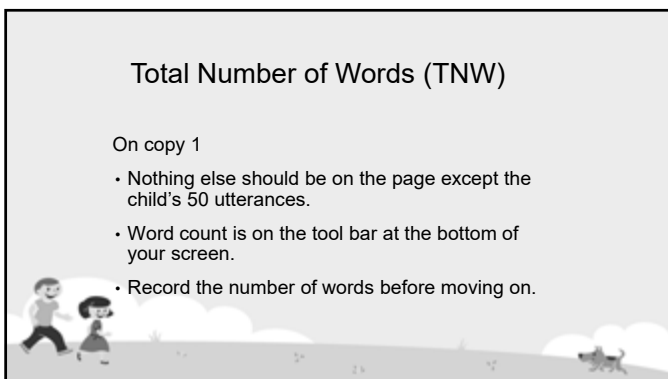 Total Number of Words (TNW)
On copy 1
• Nothing else should be on the page except the
child's 50 utterances.
• Word count is on the tool bar at the bottom of
your screen.
• Record the number of words before moving on.